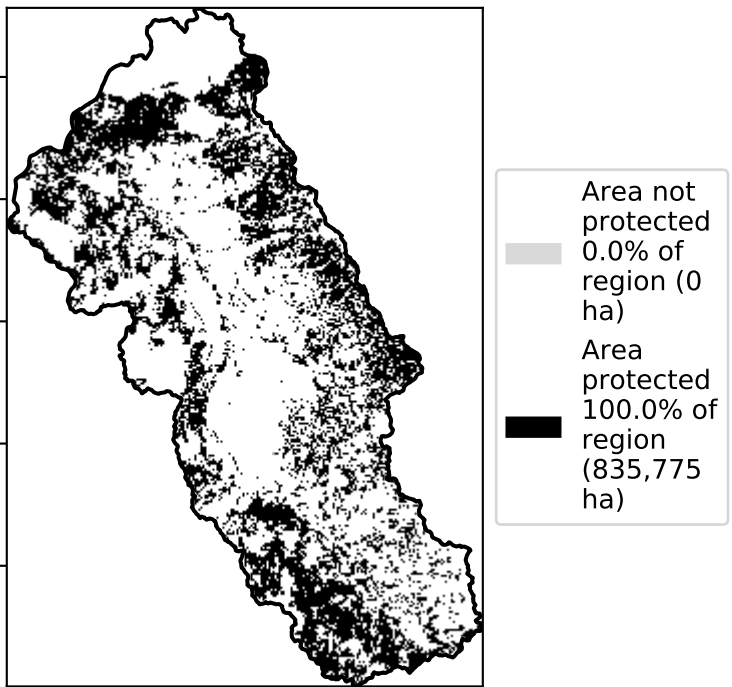 Area not
protected
0.0% of
region (0
ha)
Area
protected
100.0% of
region
(835,775
ha)